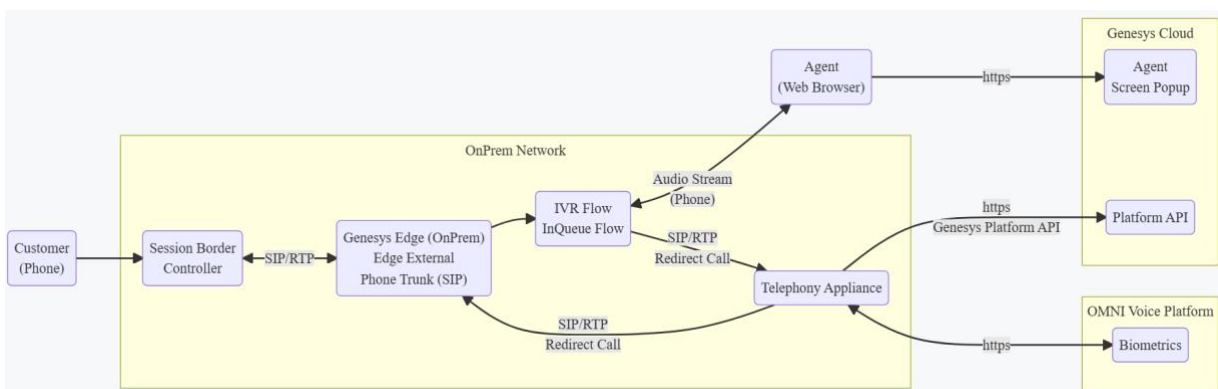 Genesys Cloud
Agent
(Web Browser)
https
Agent
Screen Popup
OnPrem Network
Audio Stream
(Phone)
IVR Flow
InQueue Flow
https
Genesys Platform API
Platform API
Customer
(Phone)
Session Border
Controller
SIP/RTP
Genesys Edge (OnPrem)
Edge External
Phone Trunk (SIP)
SIP/RTP
Redirect Call
Telephony Appliance
SIP/RTP
Redirect Call
OMNI Voice Platform
https
Biometrics